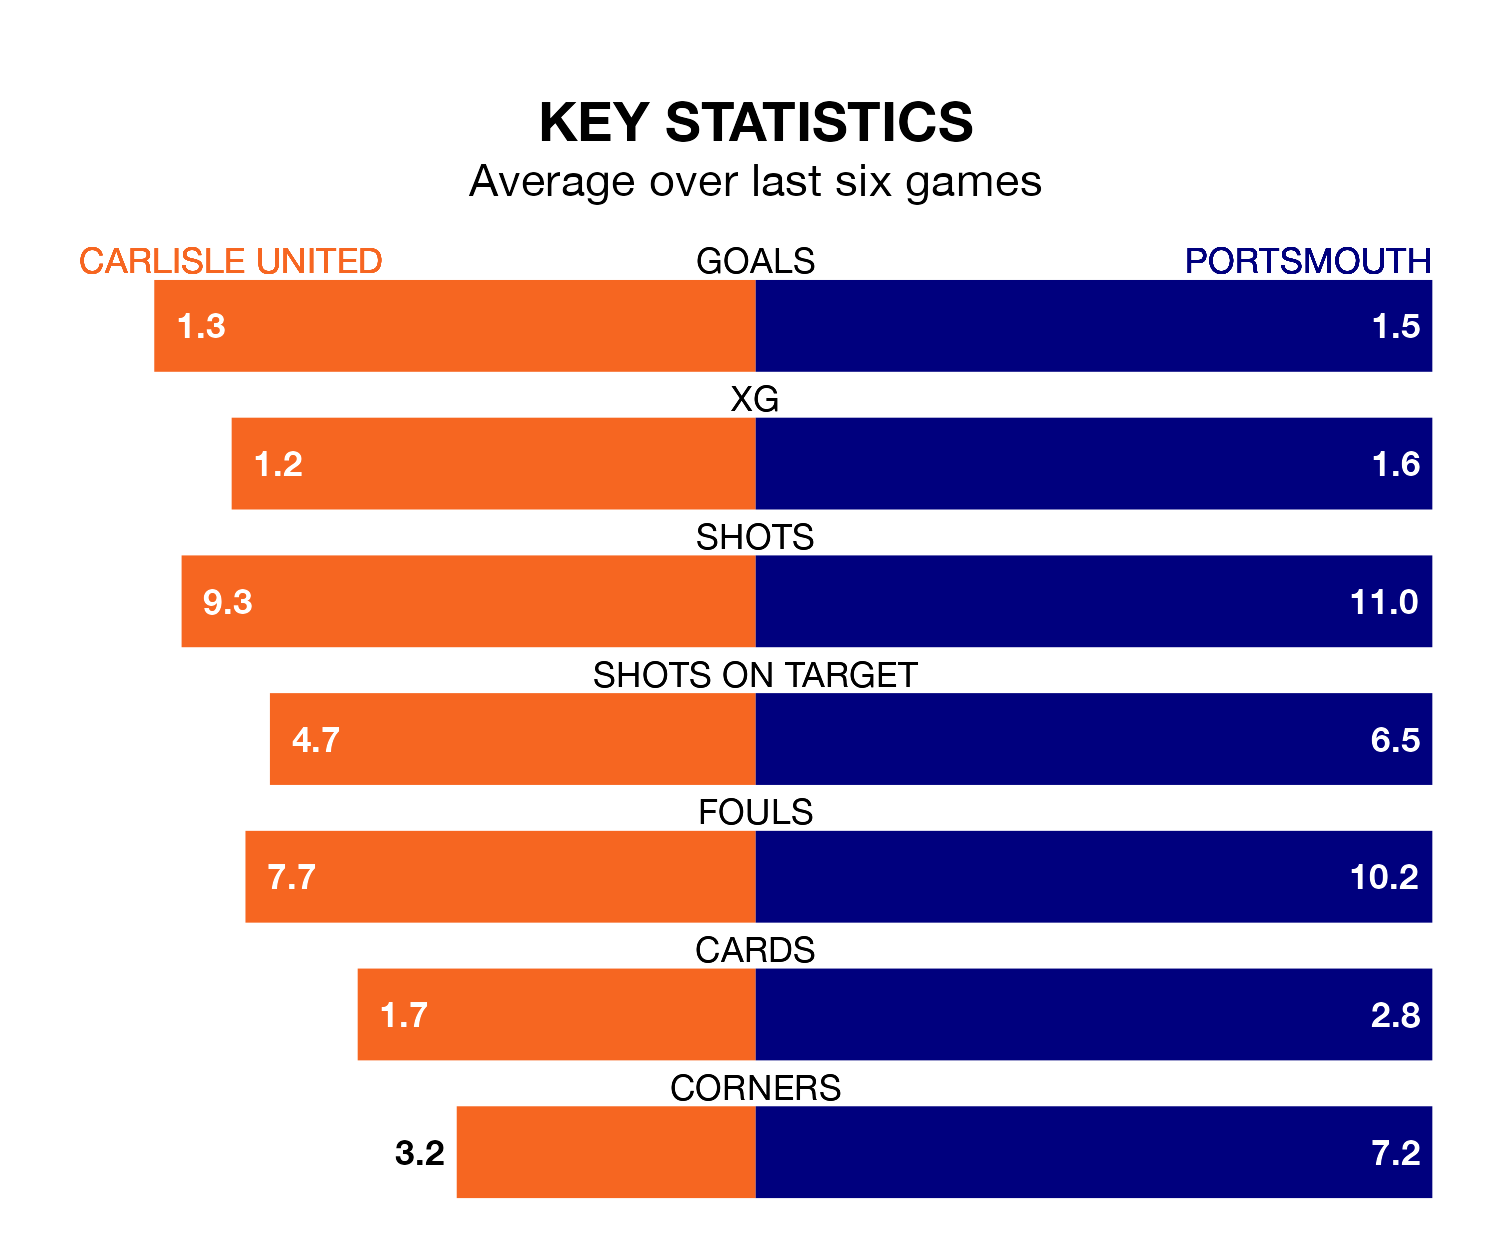 KEY STATISTICS
Average over last six games
CARLISLE UNITED GOALS PORTSMOUTH
1.3 1.5
XG
1.2 1.6
SHOTS
9.3 11.0
SHOTS ON TARGET
4.7 6.5
FOULS
7.7 10.2
CARDS
1.7 2.8
CORNERS
3.2 7.2